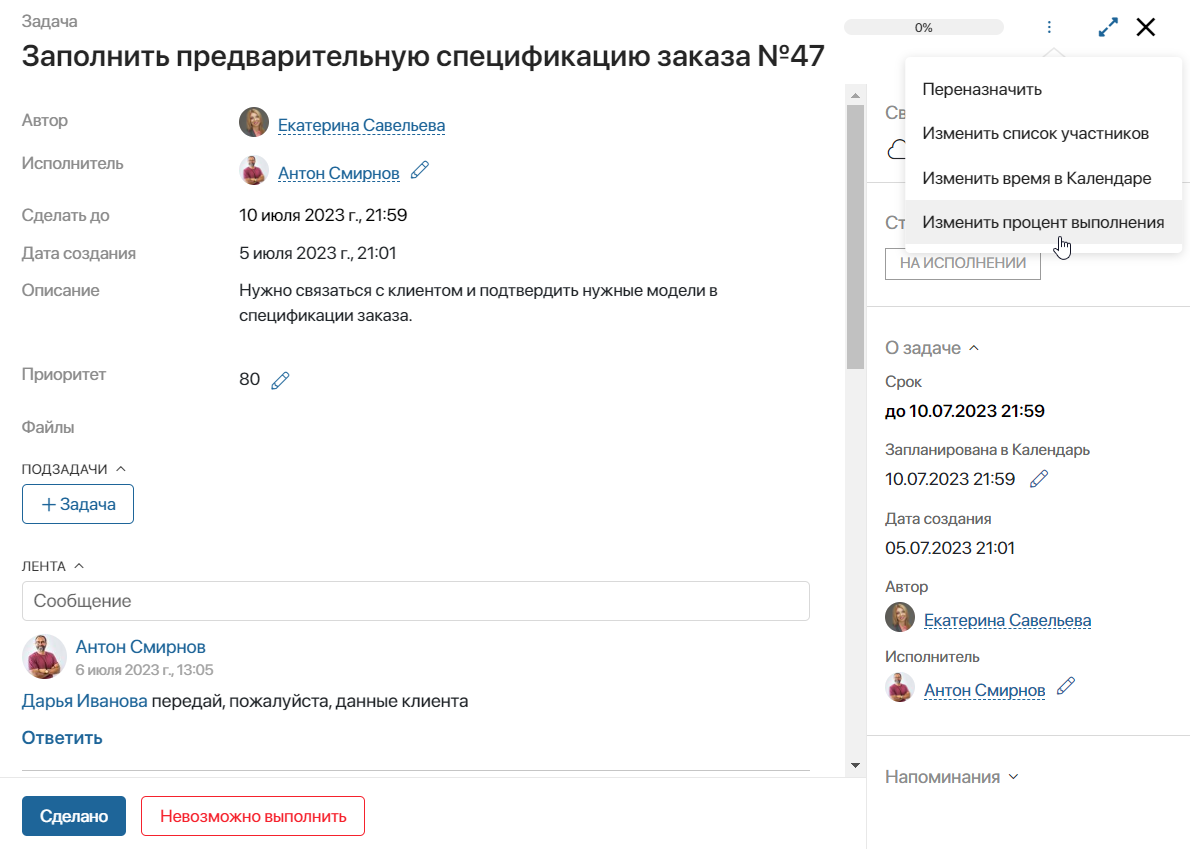 Задача
Заполнить предварительную спецификацию заказа №47
0%
Автор
Екатерина Савельева
Исполнитель
Антон Смирнов
Сделать до
10 июля 2023 г., 21:59
Дата создания
5 июля 2023 г., 21:01
Описание
Нужно связаться с клиентом и подтвердить нужные модели в
спецификации заказа.
Приоритет
80
Файлы
ПОДЗАДАЧИ
+ Задача
ЛЕНТА
Сообщение
Антон Смирнов
6 июля 2023 г., 13:05
Дарья Иванова передай, пожалуйста, данные клиента
Ответить
Сделано
Невозможно выполнить
Переназначить
Изменить список участников
Изменить время в Календаре
Изменить процент выполнения
НА ИСПОЛНЕНИИ
О задаче
Срок
до 10.07.2023 21:59
Запланирована в Календарь
10.07.2023 21:59
Дата создания
05.07.2023 21:01
Автор
Екатерина Савельева
Исполнитель
Антон Смирнов
Напоминания